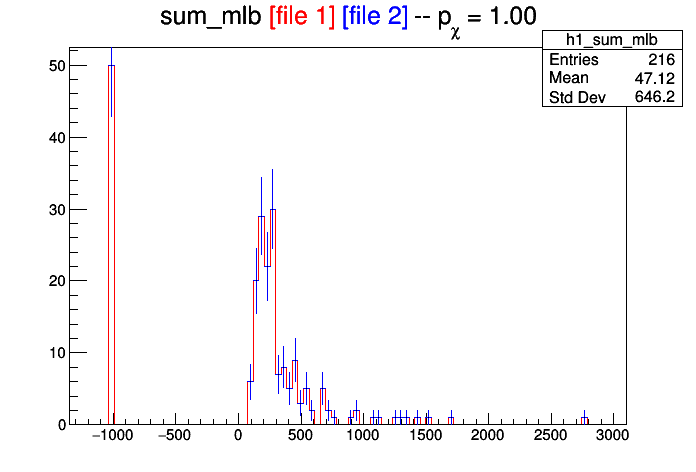 sum_mlb [file 1] [file 2] -- pχ = 1.00
h1_sum_mlb
Entries 216
Mean 47.12
Std Dev 646.2
50
40
30
20
10
0
−1000 −500 0 500 1000 1500 2000 2500 3000